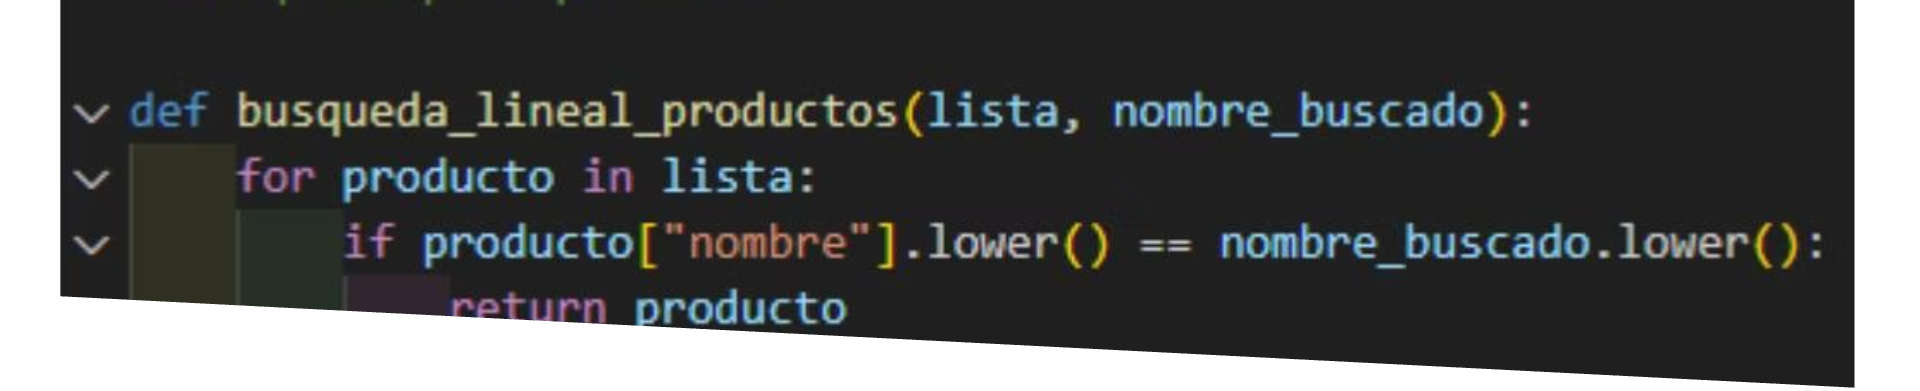 def busqueda_lineal_productos(lista, nombre_buscado):
    for producto in lista:
        if producto["nombre"].lower() == nombre_buscado.lower():
            return producto